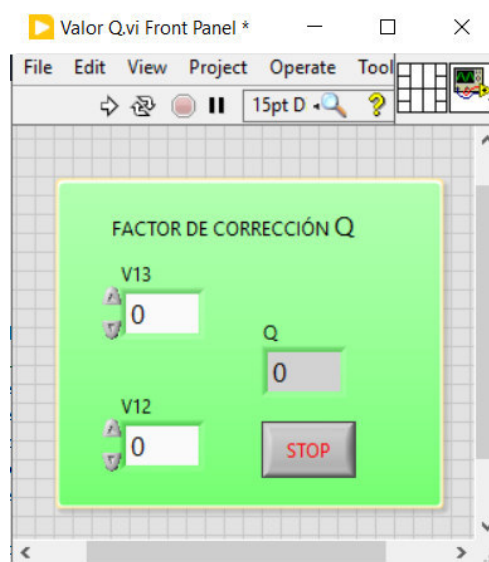 Valor Q.vi Front Panel *
File Edit View Project Operate Tool
15pt D
FACTOR DE CORRECCIÓN Q
V13
0
Q
0
V12
0
STOP